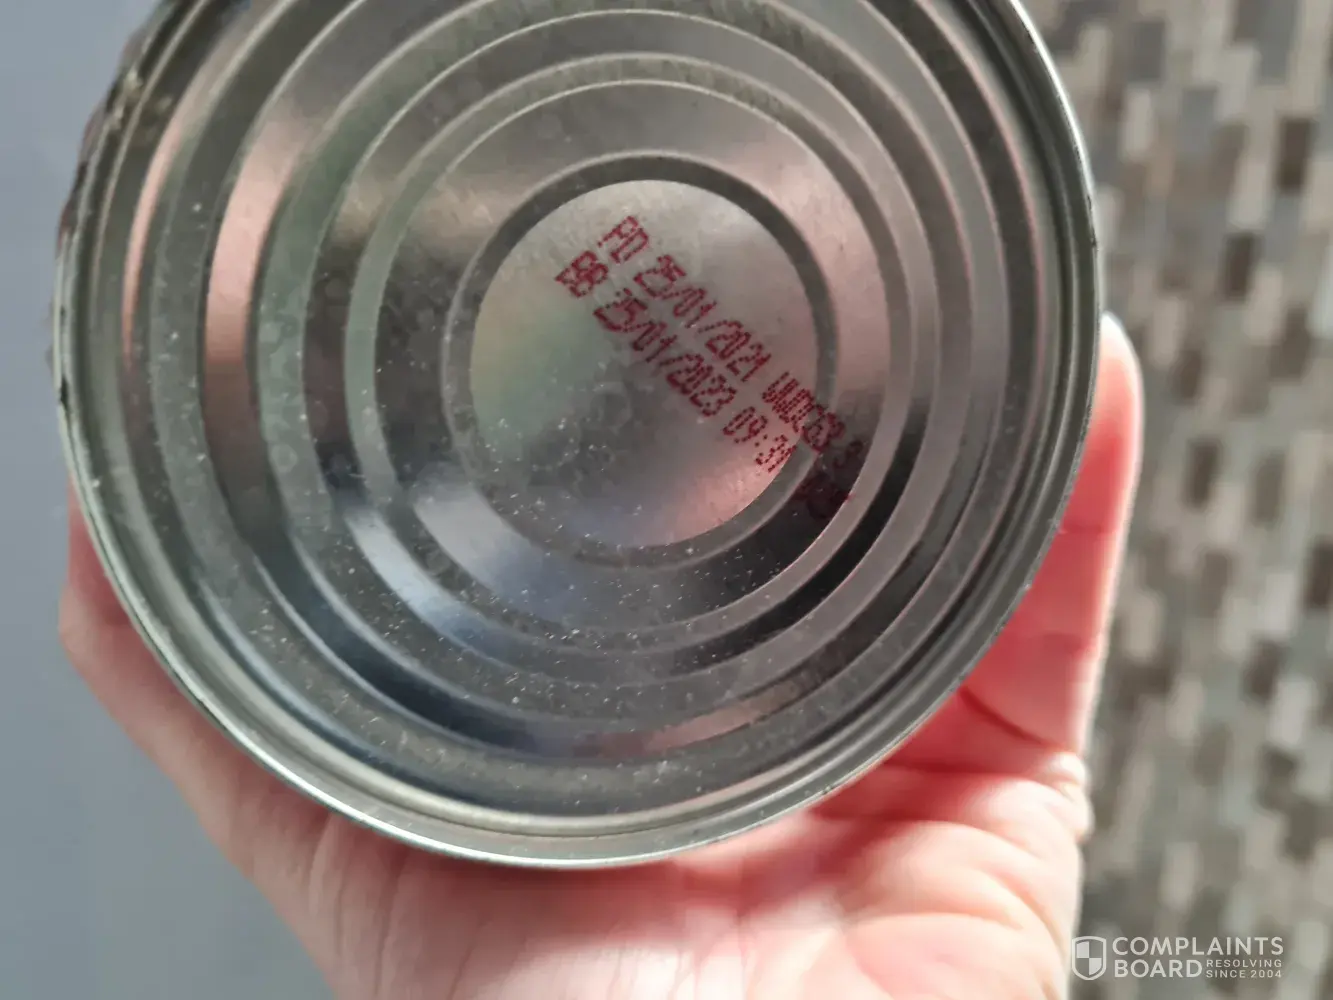 PD 25/01/2021
BB 25/01/2023 09:31
COMPLAINTS
BOARD RESOLVING
SINCE 2004